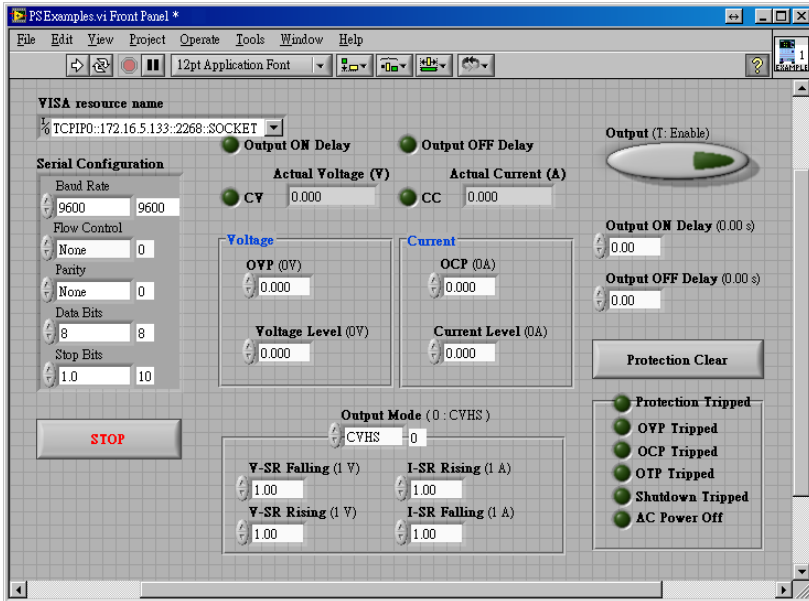 PSExamples.vi Front Panel *
File Edit View Project Operate Tools Window Help
12pt Application Font
?
1
EXAMPLE
VISA resource name
I/O TCPIP0::172.16.5.133::2268::SOCKET
Output ON Delay
Output OFF Delay
Output (T: Enable)
Serial Configuration
Baud Rate
9600 9600
Flow Control
None 0
Parity
None 0
Data Bits
8 8
Stop Bits
1.0 10
STOP
Actual Voltage (V)
CV 0.000
Actual Current (A)
CC 0.000
Voltage
OVP (0V)
0.000
Voltage Level (0V)
0.000
Current
OCP (0A)
0.000
Current Level (0A)
0.000
Output ON Delay (0.00 s)
0.00
Output OFF Delay (0.00 s)
0.00
Protection Clear
Output Mode (0 : CVHS)
CVHS 0
V-SR Falling (1 V)
1.00
I-SR Rising (1 A)
1.00
V-SR Rising (1 V)
1.00
I-SR Falling (1 A)
1.00
Protection Tripped
OVP Tripped
OCP Tripped
OTP Tripped
Shutdown Tripped
AC Power Off